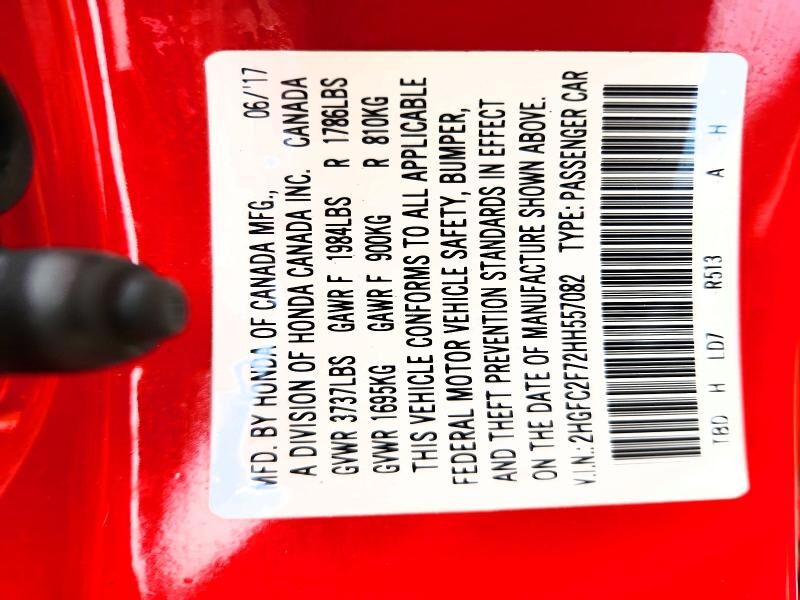 MFD. BY HONDA OF CANADA MFG., 06/'17
A DIVISION OF HONDA CANADA INC. CANADA
GVWR 3737LBS GAWR F 1984LBS R 1786LBS
GVWR 1695KG GAWR F 900KG R 810KG
THIS VEHICLE CONFORMS TO ALL APPLICABLE
FEDERAL MOTOR VEHICLE SAFETY, BUMPER,
AND THEFT PREVENTION STANDARDS IN EFFECT
ON THE DATE OF MANUFACTURE SHOWN ABOVE.
V.I.N.: 2HGFC2F72HH557082 TYPE: PASSENGER CAR
H LD7 R513 A -H